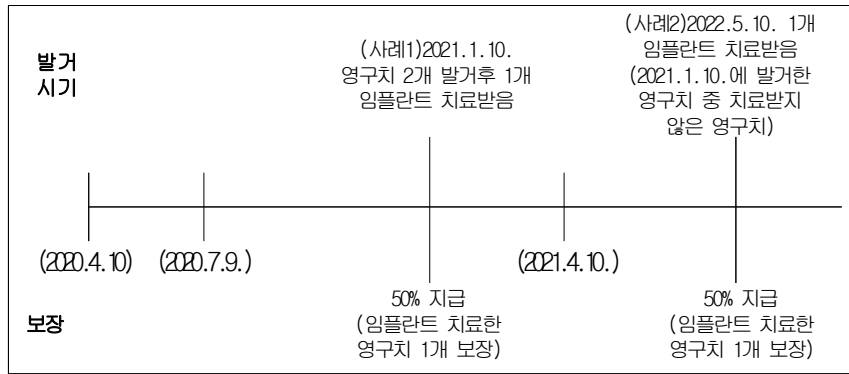 발거
시기
(사례1)2021.1.10.
영구치 2개 발거후 1개
임플란트 치료받음
(사례2)2022.5.10. 1개
임플란트 치료받음
(2021.1.10.에 발거한
영구치 중 치료받지
않은 영구치)
(2020.4.10)
(2020.7.9.)
(2021.4.10.)
보장
50% 지급
(임플란트 치료한
영구치 1개 보장)
50% 지급
(임플란트 치료한
영구치 1개 보장)